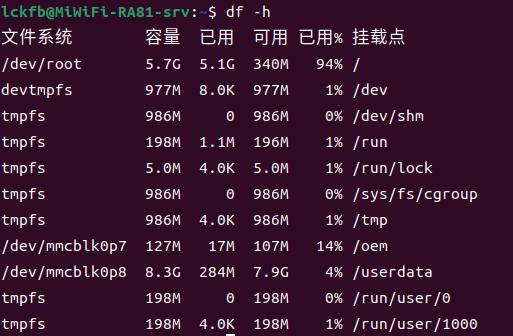 lckfb@MiWiFi-RA81-srv:~$ df -h
文件系统 容量 已用 可用 已用% 挂载点
/dev/root 5.7G 5.1G 340M 94% /
devtmpfs 977M 8.0K 977M 1% /dev
tmpfs 986M 0 986M 0% /dev/shm
tmpfs 198M 1.1M 196M 1% /run
tmpfs 5.0M 4.0K 5.0M 1% /run/lock
tmpfs 986M 0 986M 0% /sys/fs/cgroup
tmpfs 986M 4.0K 986M 1% /tmp
/dev/mmcblk0p7 127M 17M 107M 14% /oem
/dev/mmcblk0p8 8.3G 284M 7.9G 4% /userdata
tmpfs 198M 0 198M 0% /run/user/0
tmpfs 198M 4.0K 198M 1% /run/user/1000